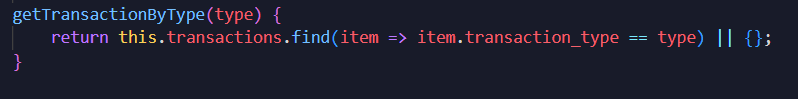 getTransactionByType(type) {
    return this.transactions.find(item => item.transaction_type == type) || {};
}